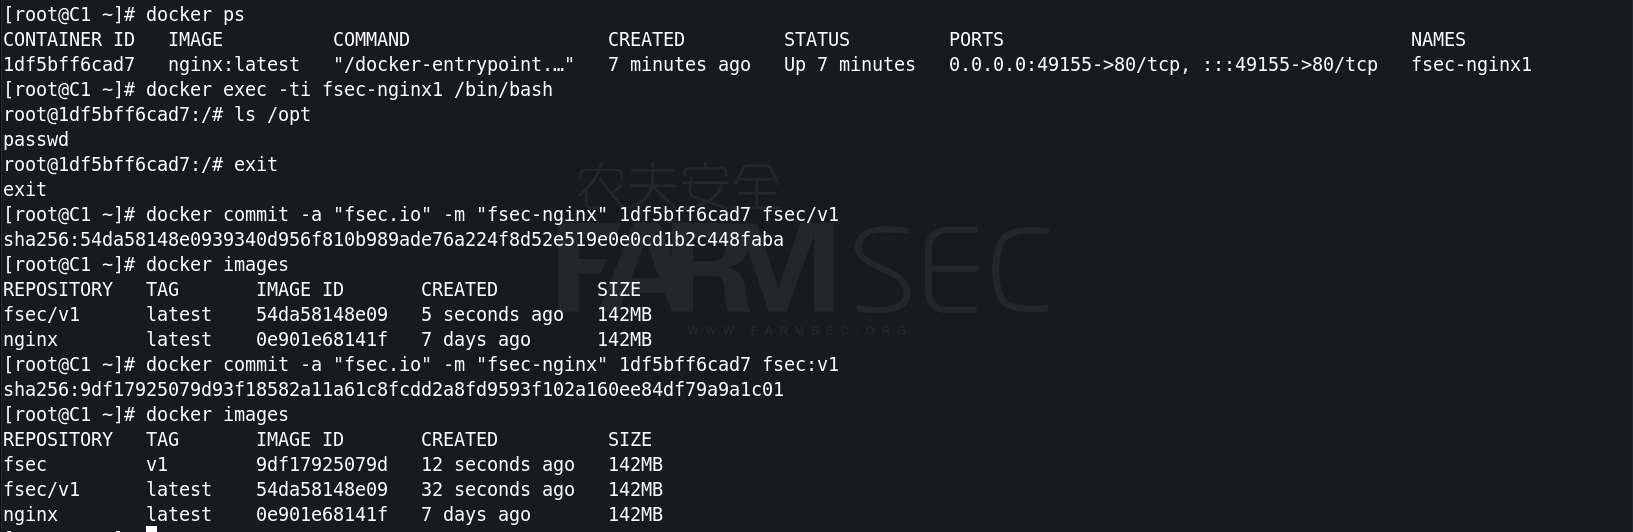 [root@C1 ~]# docker ps
CONTAINER ID   IMAGE          COMMAND                  CREATED         STATUS         PORTS                                     NAMES
1df5bff6cad7   nginx:latest   "/docker-entrypoint.…"   7 minutes ago   Up 7 minutes   0.0.0.0:49155->80/tcp, :::49155->80/tcp   fsec-nginx1
[root@C1 ~]# docker exec -ti fsec-nginx1 /bin/bash
root@1df5bff6cad7:/# ls /opt
passwd
root@1df5bff6cad7:/# exit
exit
[root@C1 ~]# docker commit -a "fsec.io" -m "fsec-nginx" 1df5bff6cad7 fsec/v1
sha256:54da58148e0939340d956f810b989ade76a224f8d52e519e0e0cd1b2c448faba
[root@C1 ~]# docker images
REPOSITORY   TAG       IMAGE ID       CREATED         SIZE
fsec/v1      latest    54da58148e09   5 seconds ago   142MB
nginx        latest    0e901e68141f   7 days ago      142MB
[root@C1 ~]# docker commit -a "fsec.io" -m "fsec-nginx" 1df5bff6cad7 fsec:v1
sha256:9df17925079d93f18582a11a61c8fcdd2a8fd9593f102a160ee84df79a9a1c01
[root@C1 ~]# docker images
REPOSITORY   TAG       IMAGE ID       CREATED          SIZE
fsec         v1        9df17925079d   12 seconds ago   142MB
fsec/v1      latest    54da58148e09   32 seconds ago   142MB
nginx        latest    0e901e68141f   7 days ago       142MB
农夫安全
FARMSEC
WWW.FARMSEC.ORG